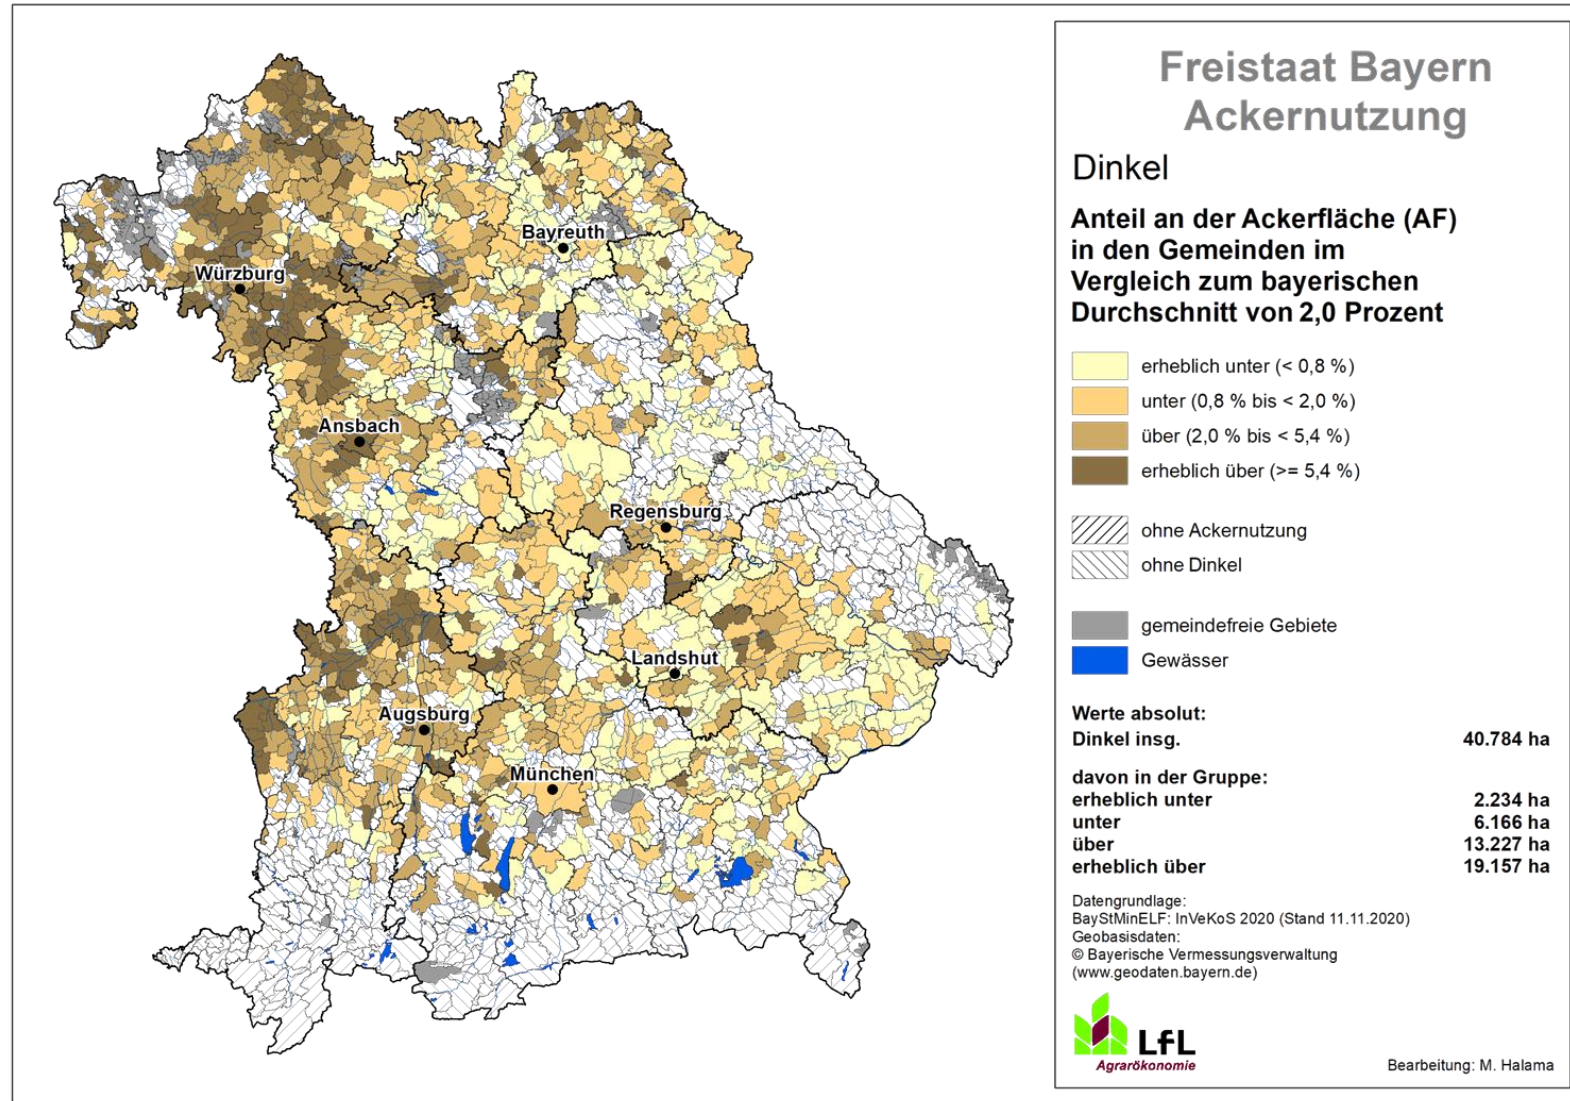 Freistaat Bayern
Ackernutzung
Dinkel
Anteil an der Ackerfläche (AF)
in den Gemeinden im
Vergleich zum bayerischen
Durchschnitt von 2,0 Prozent
erheblich unter (< 0,8 %)
unter (0,8 % bis < 2,0 %)
über (2,0 % bis < 5,4 %)
erheblich über (>= 5,4 %)
ohne Ackernutzung
ohne Dinkel
gemeindefreie Gebiete
Gewässer
Werte absolut:
Dinkel insg. 40.784 ha
davon in der Gruppe:
erheblich unter 2.234 ha
unter 6.166 ha
über 13.227 ha
erheblich über 19.157 ha
Datengrundlage:
BayStMinELF: InVeKoS 2020 (Stand 11.11.2020)
Geobasisdaten:
© Bayerische Vermessungsverwaltung
(www.geodaten.bayern.de)
LfL
Agrarökonomie
Bearbeitung: M. Halama
Bayreuth
Würzburg
Ansbach
Regensburg
Landshut
Augsburg
München